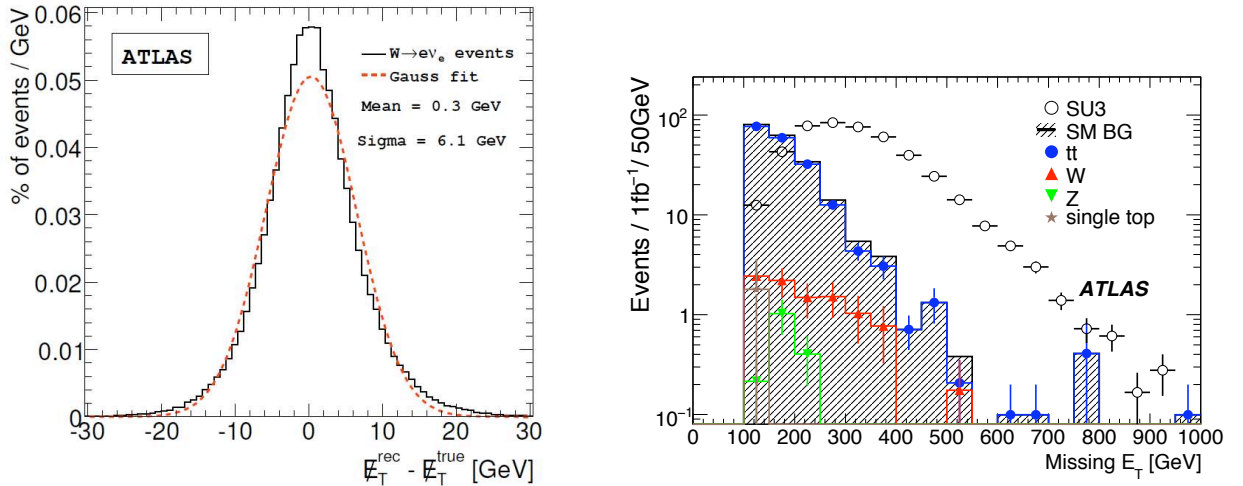 ATLAS
W→eνₑ events
Gauss fit
Mean = 0.3 GeV
Sigma = 6.1 GeV
% of events / GeV
0.06
0.05
0.04
0.03
0.02
0.01
0
-30 -20 -10 0 10 20 30
E̸_T^rec - E̸_T^true [GeV]
Events / 1fb⁻¹/ 50GeV
10²
10
1
10⁻¹
SU3
SM BG
tt
W
Z
single top
ATLAS
0 100 200 300 400 500 600 700 800 900 1000
Missing E_T [GeV]